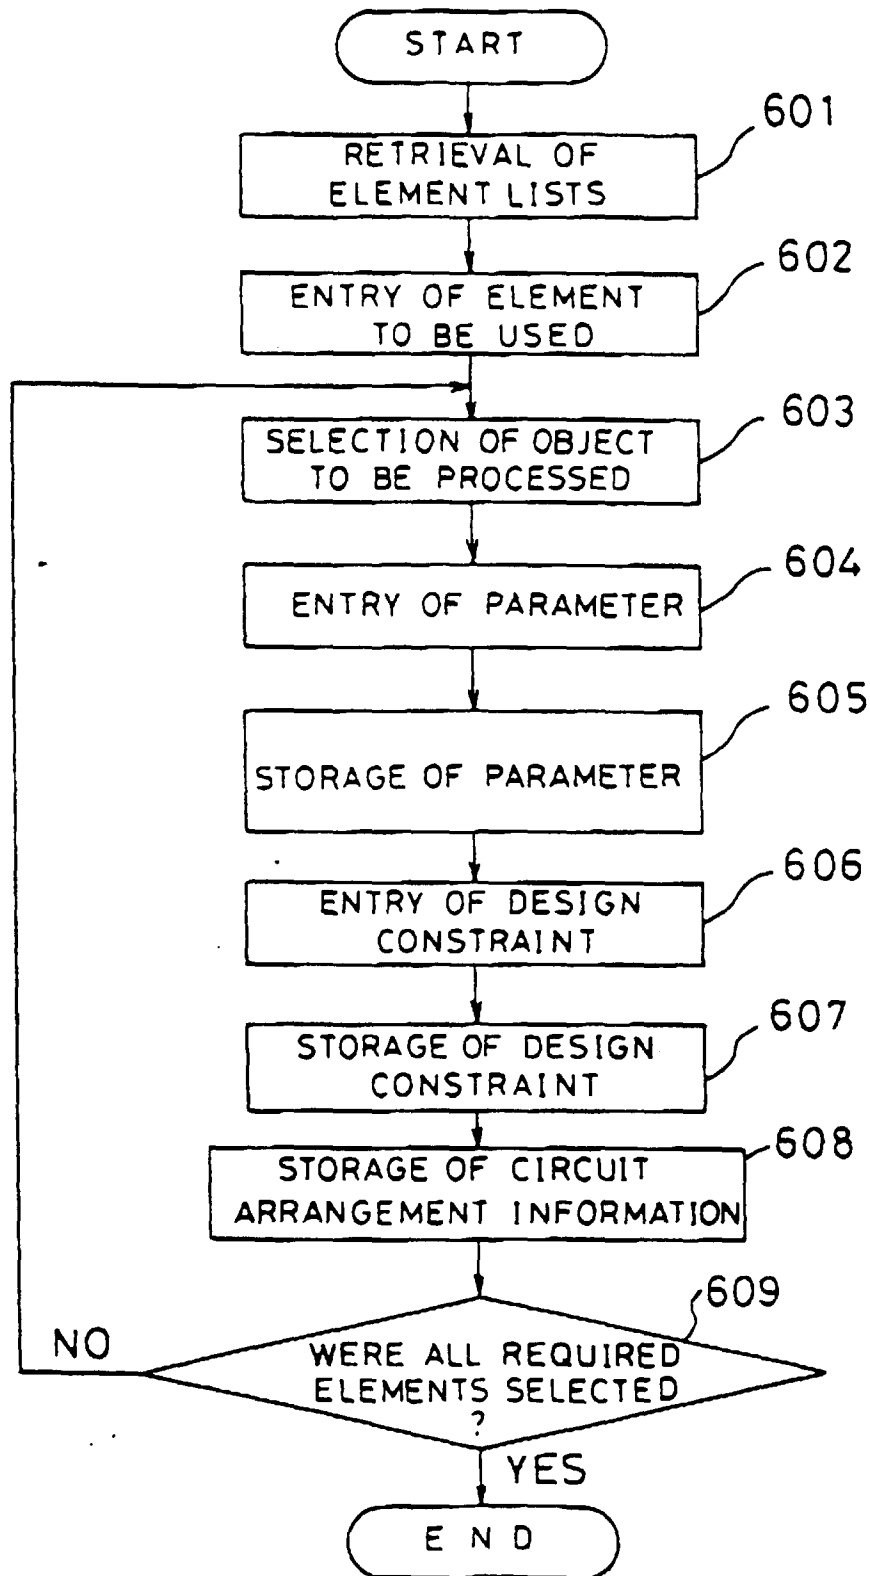 START
601
RETRIEVAL OF
ELEMENT LISTS
602
ENTRY OF ELEMENT
TO BE USED
603
SELECTION OF OBJECT
TO BE PROCESSED
604
ENTRY OF PARAMETER
605
STORAGE OF PARAMETER
606
ENTRY OF DESIGN
CONSTRAINT
607
STORAGE OF DESIGN
CONSTRAINT
608
STORAGE OF CIRCUIT
ARRANGEMENT INFORMATION
609
NO
WERE ALL REQUIRED
ELEMENTS SELECTED
?
YES
END